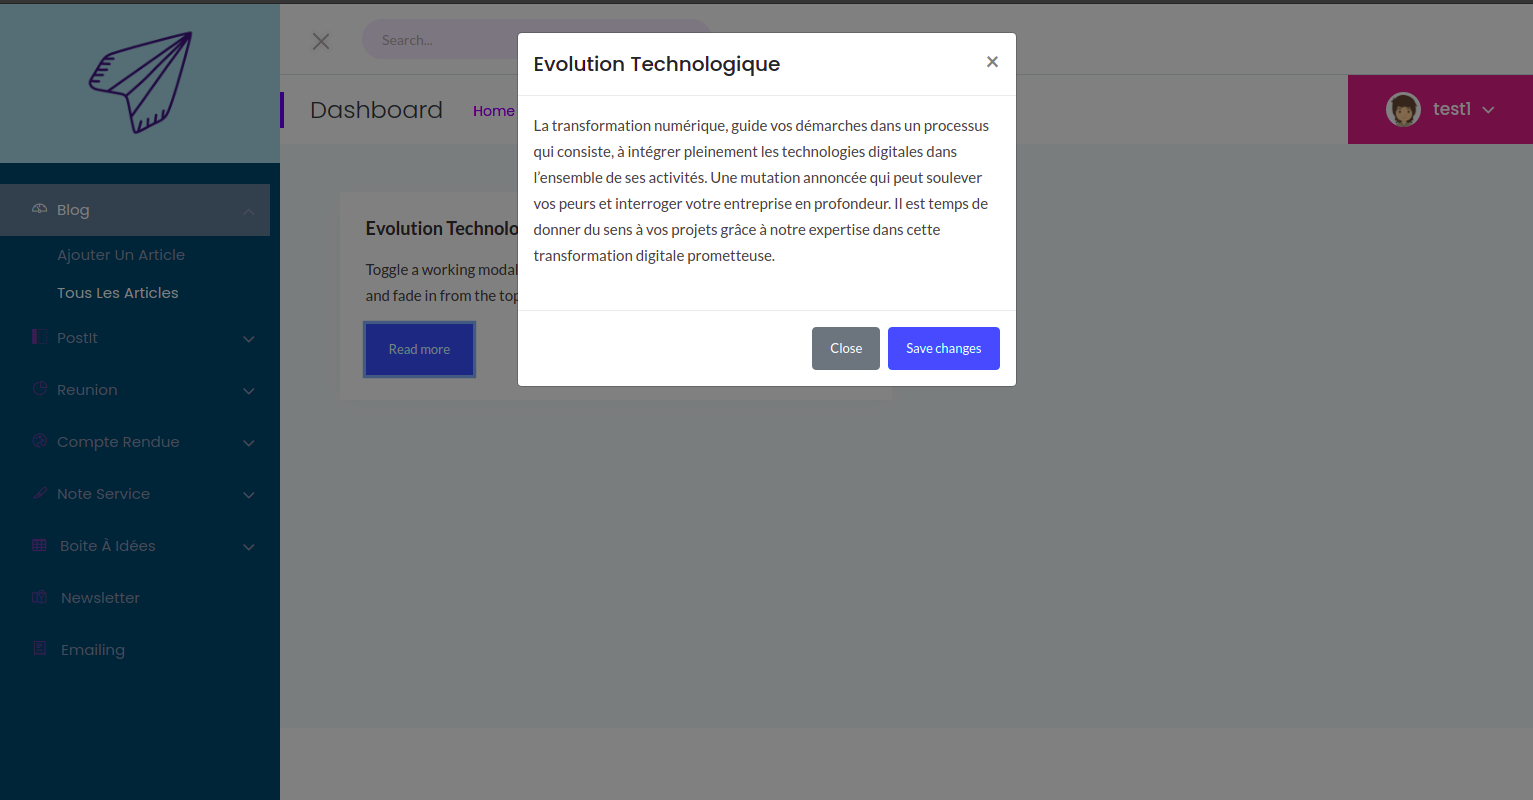 Search...
Dashboard
Home
test1
Blog
Ajouter Un Article
Tous Les Articles
PostIt
Reunion
Compte Rendue
Note Service
Boite À Idées
Newsletter
Emailing
Evolution Techno
Toggle a working modal
and fade in from the top
Read more
Evolution Technologique
×
La transformation numérique, guide vos démarches dans un processus
qui consiste, à intégrer pleinement les technologies digitales dans
l’ensemble de ses activités. Une mutation annoncée qui peut soulever
vos peurs et interroger votre entreprise en profondeur. Il est temps de
donner du sens à vos projets grâce à notre expertise dans cette
transformation digitale prometteuse.
Close
Save changes